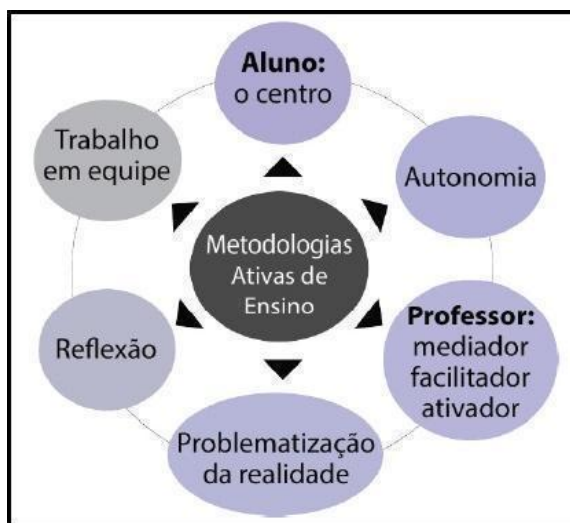 Aluno:
o centro
Autonomia
Professor:
mediador
facilitador
ativador
Problematização
da realidade
Reflexão
Trabalho
em equipe
Metodologias
Ativas de
Ensino